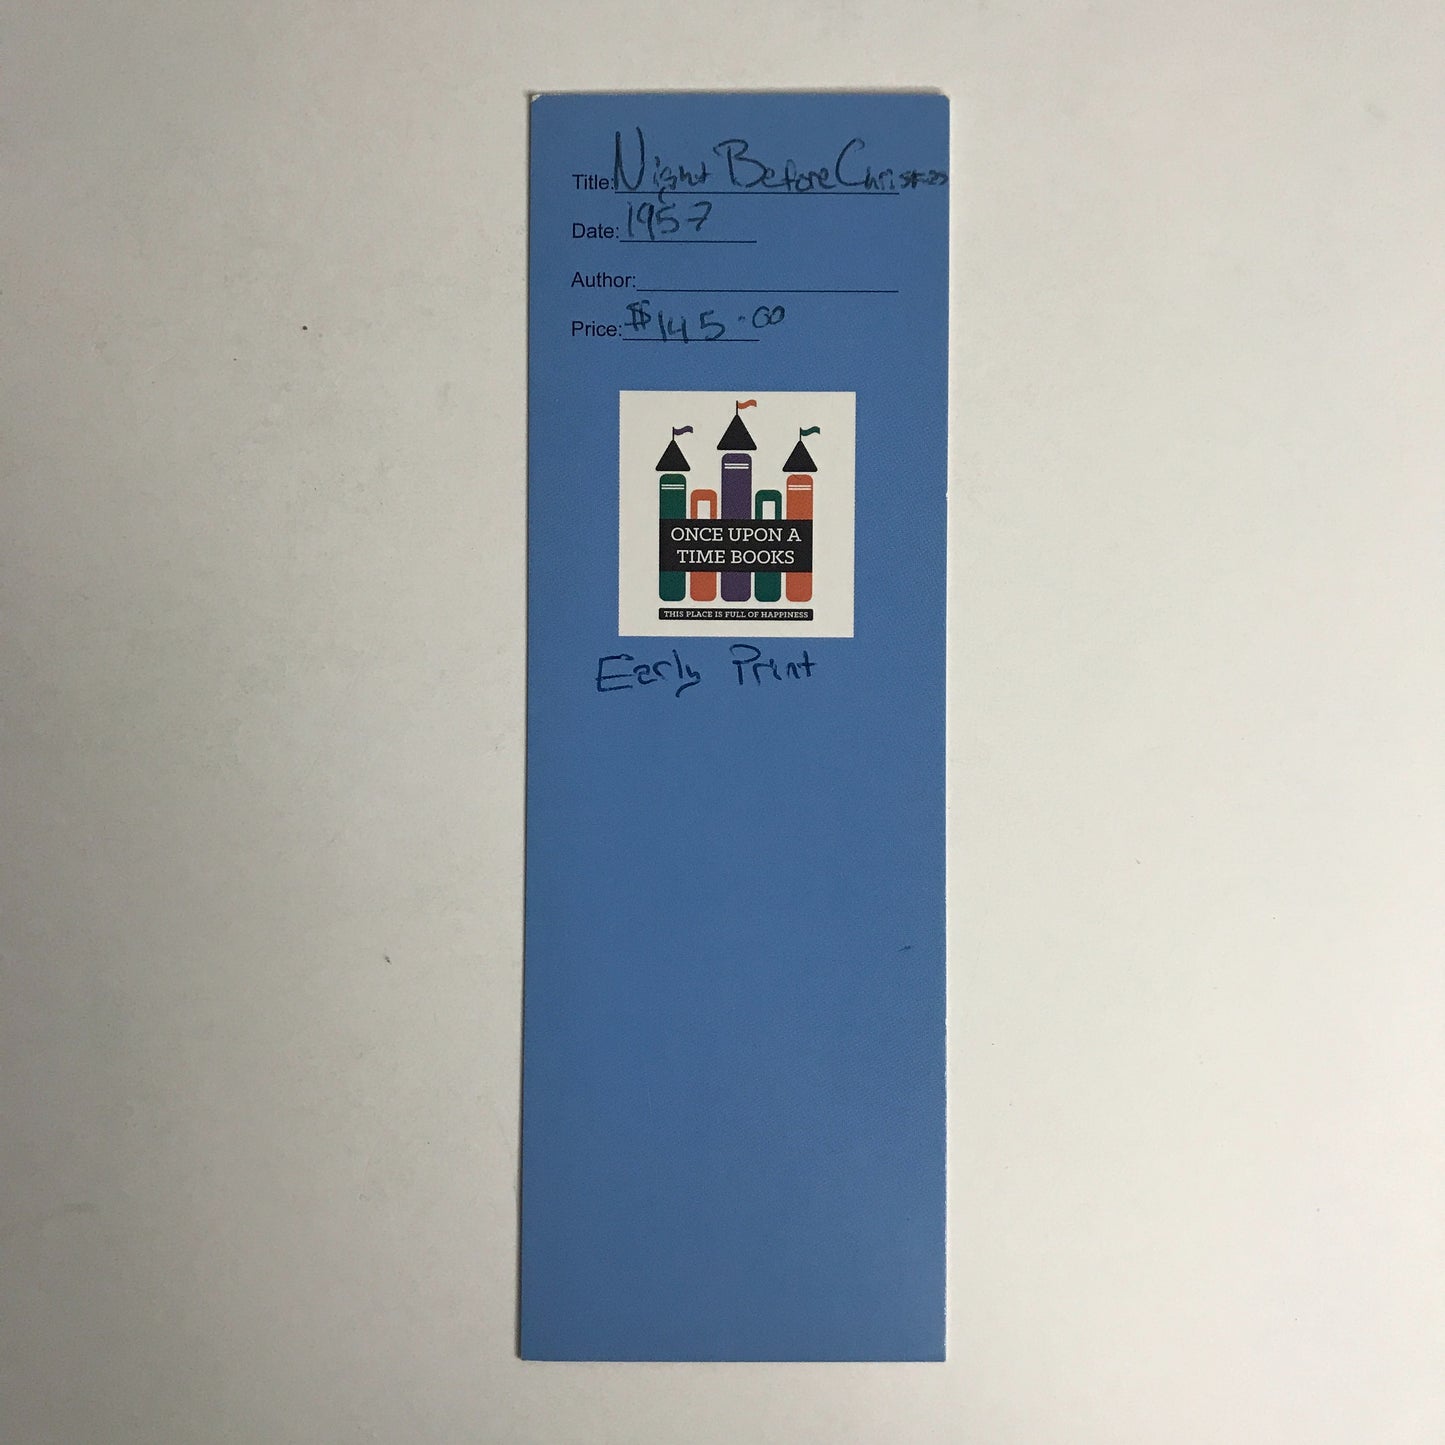 Title: Night Before Christmas
Date: 1957
Author:
Price: $145.00
ONCE UPON A
TIME BOOKS
THIS PLACE IS FULL OF HAPPINESS
Early Print